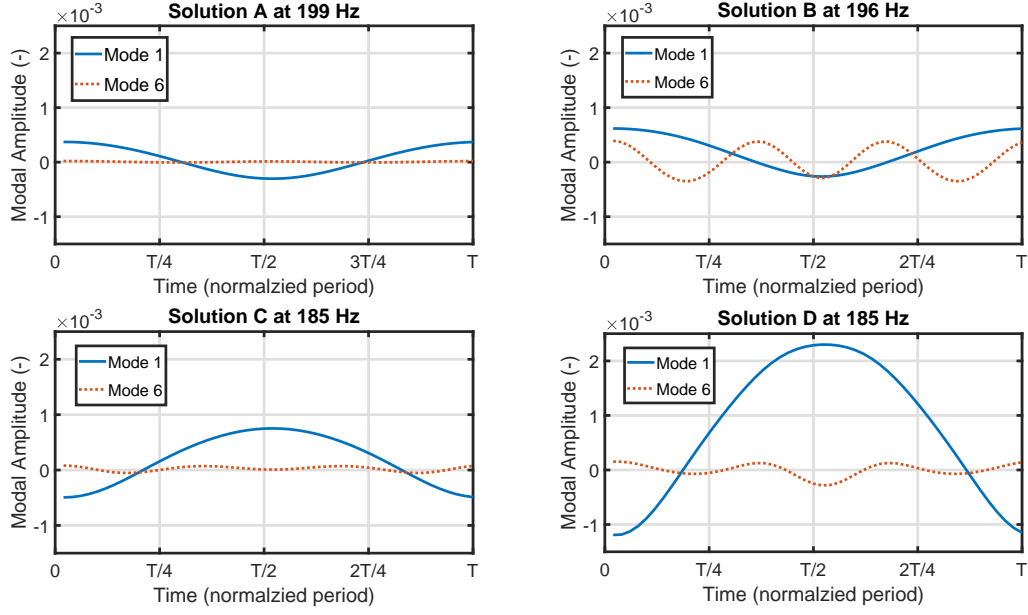 Solution A at 199 Hz
×10⁻³
Modal Amplitude (-)
2
1
0
-1
Mode 1
Mode 6
0 T/4 T/2 3T/4 T
Time (normalzied period)
Solution B at 196 Hz
×10⁻³
Modal Amplitude (-)
2
1
0
-1
Mode 1
Mode 6
0 T/4 T/2 2T/4 T
Time (normalzied period)
Solution C at 185 Hz
×10⁻³
Modal Amplitude (-)
2
1
0
-1
Mode 1
Mode 6
0 T/4 T/2 2T/4 T
Time (normalzied period)
Solution D at 185 Hz
×10⁻³
Modal Amplitude (-)
2
1
0
-1
Mode 1
Mode 6
0 T/4 T/2 2T/4 T
Time (normalzied period)